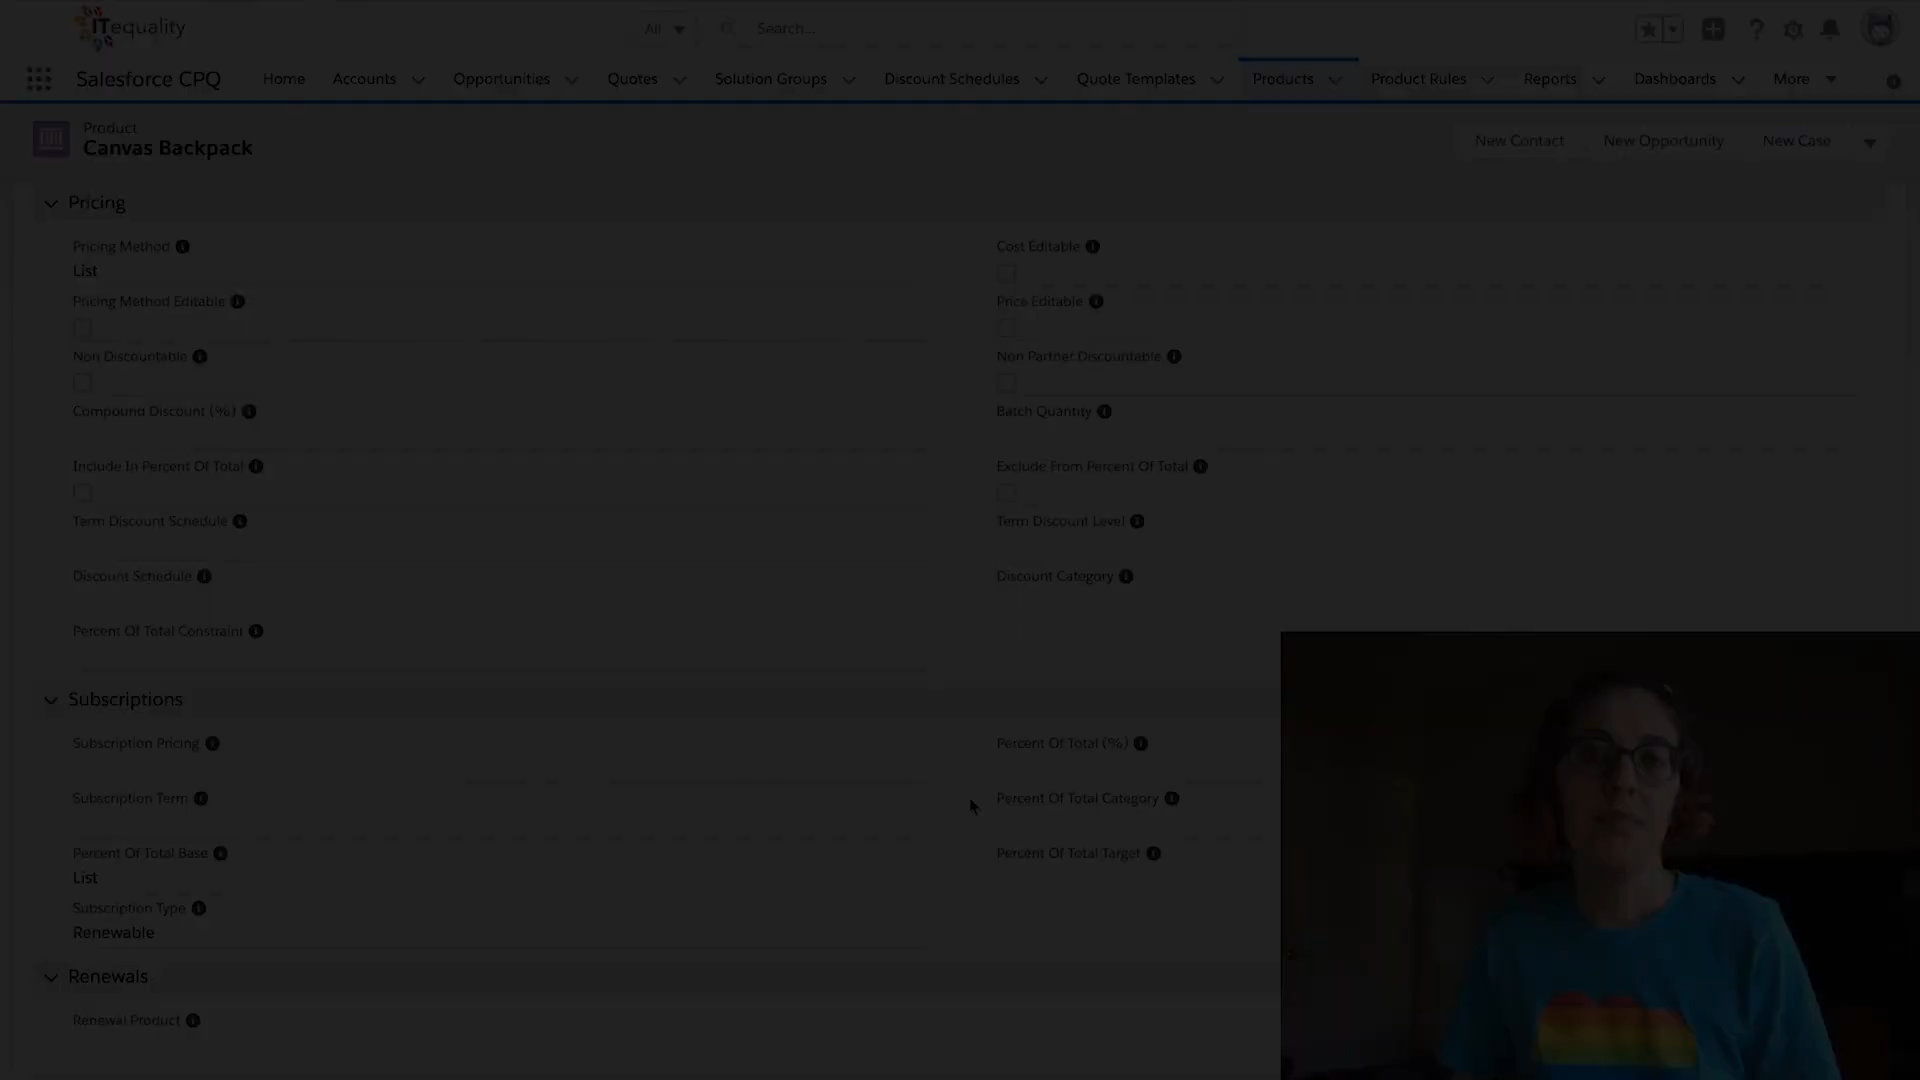 ITequality
All
Search...
Salesforce CPQ
Home
Accounts
Opportunities
Quotes
Solution Groups
Discount Schedules
Quote Templates
Products
Product Rules
Reports
Dashboards
More
Product
Canvas Backpack
New Contact
New Opportunity
New Case
Pricing
Pricing Method
List
Cost Editable
Pricing Method Editable
Price Editable
Non Discountable
Non Partner Discountable
Compound Discount (%)
Batch Quantity
Include In Percent Of Total
Exclude From Percent Of Total
Term Discount Schedule
Term Discount Level
Discount Schedule
Discount Category
Percent Of Total Constraint
Subscriptions
Subscription Pricing
Percent Of Total (%)
Subscription Term
Percent Of Total Category
Percent Of Total Base
List
Percent Of Total Target
Subscription Type
Renewable
Renewals
Renewal Product